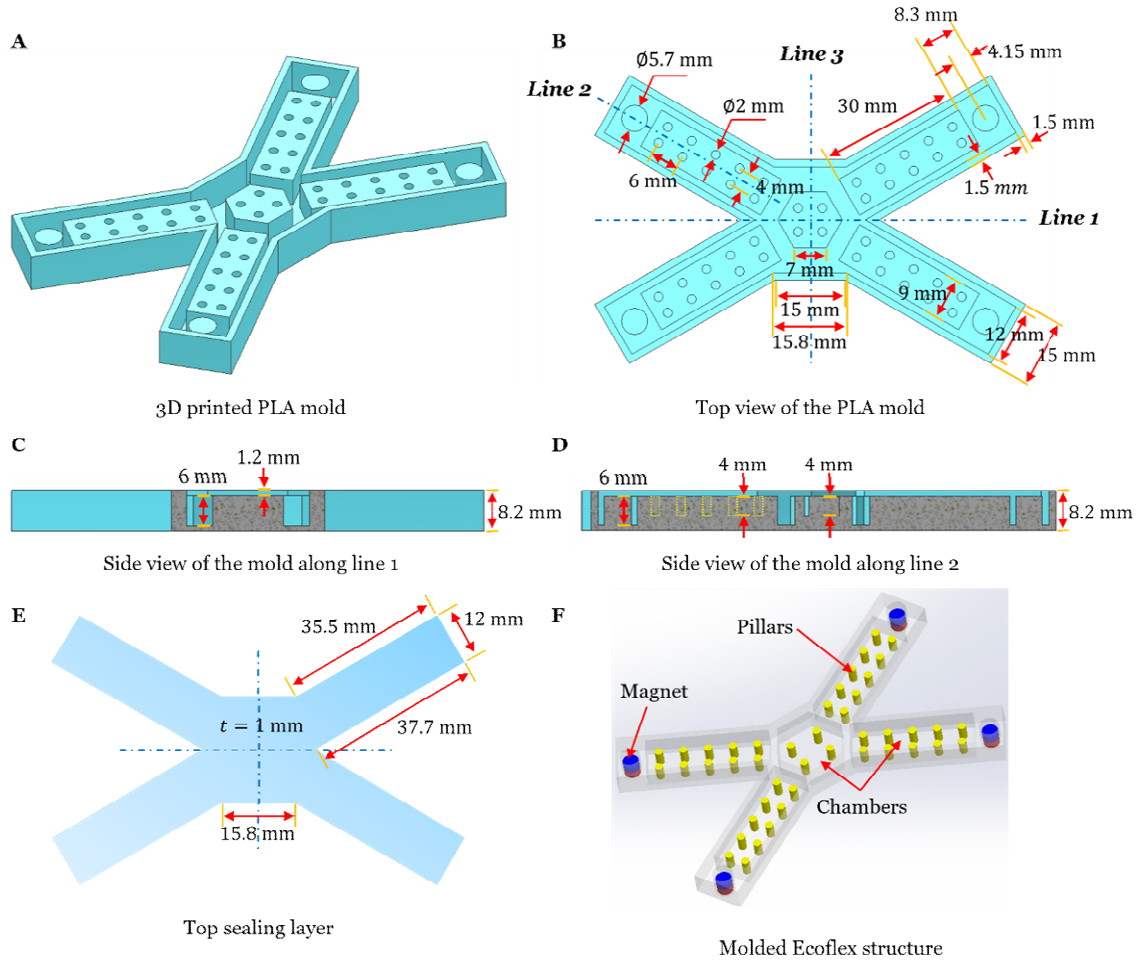 A
B
8.3 mm
4.15 mm
Line 3
Ø5.7 mm
Line 2
Ø2 mm
30 mm
1.5 mm
6 mm
4 mm
1.5 mm
Line 1
7 mm
9 mm
15 mm
12 mm
15.8 mm
15 mm
3D printed PLA mold
Top view of the PLA mold
C
D
1.2 mm
6 mm
8.2 mm
6 mm
4 mm
4 mm
8.2 mm
Side view of the mold along line 1
Side view of the mold along line 2
E
F
35.5 mm
12 mm
t = 1 mm
37.7 mm
15.8 mm
Pillars
Magnet
Chambers
Top sealing layer
Molded Ecoflex structure